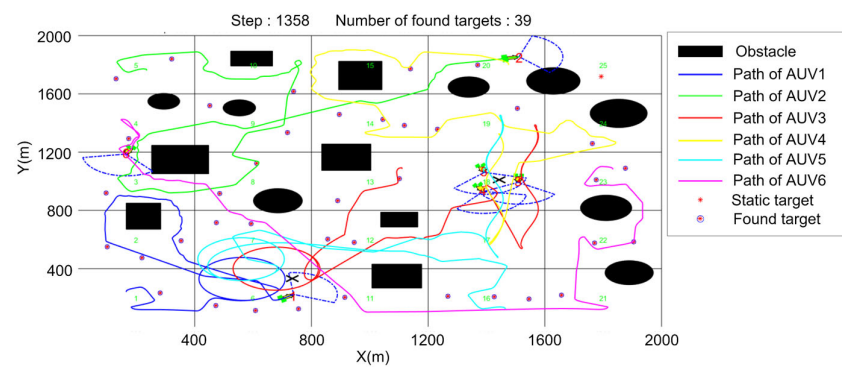 Step : 1358 Number of found targets : 39
2000
1600
1200
800
400
Y(m)
5 10 15 20 25
4 14 19 24
3 8 13 23
2 7 12 17
1 6 11 16 21
2
400 800 1200 1600 2000
X(m)
Obstacle
Path of AUV1
Path of AUV2
Path of AUV3
Path of AUV4
Path of AUV5
Path of AUV6
Static target
Found target